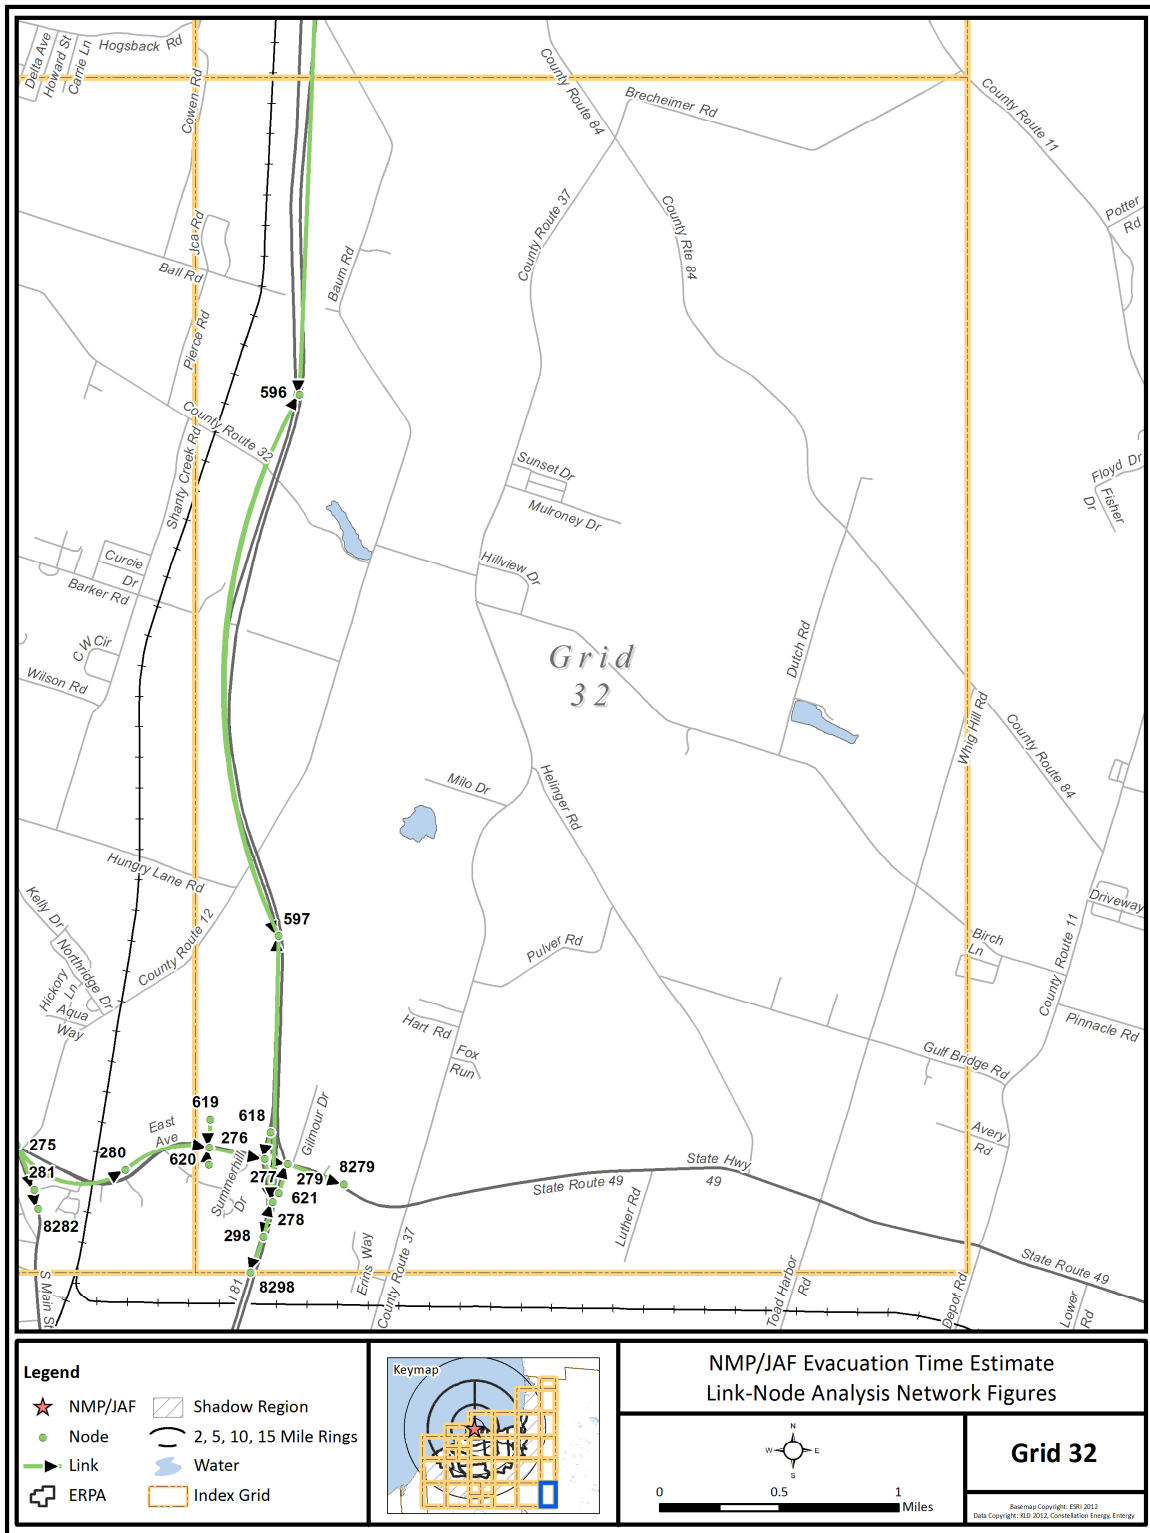 Delta Ave
Howard St
Carrie Ln
Hogsback Rd
Cowen Rd
County Route 84
Brecheimer Rd
County Route 11
County Route 37
County Rte 84
Potter
Rd
Jca Rd
Ball Rd
Baum Rd
Pierce Rd
596
County Route 32
Shanty Creek Rd
Sunset Dr
Mulroney Dr
Floyd Dr
Fisher
Dr
Curcie
Dr
Barker Rd
Hillview Dr
C W Cir
Wilson Rd
Grid
32
Dutch Rd
Whig Hill Rd
County Route 84
Milo Dr
Helinger Rd
Hungry Lane Rd
Kelly Dr
Northridge Dr
Hickory
Ln
Aqua
Way
County Route 12
597
Pulver Rd
Birch
Ln
Driveway
County Route 11
Pinnacle Rd
Hart Rd
Fox
Run
Gulf Bridge Rd
Avery
Rd
619
618
East
Ave
276
Gilmour Dr
275
280
620
281
277
279
8279
Summerhill
Dr
621
278
8282
298
State Hwy
49
State Route 49
Luther Rd
Erins Way
County Route 37
8298
I 81
S Main St
Toad Harbor
Rd
Depot Rd
State Route 49
Lower
Rd
Legend
NMP/JAF
Shadow Region
Node
2, 5, 10, 15 Mile Rings
Link
Water
ERPA
Index Grid
Keymap
NMP/JAF Evacuation Time Estimate
Link-Node Analysis Network Figures
N
W
E
S
0
0.5
1
Miles
Grid 32
Basemap Copyright: ESRI 2012
Data Copyright: KLD 2012, Constellation Energy, Entergy